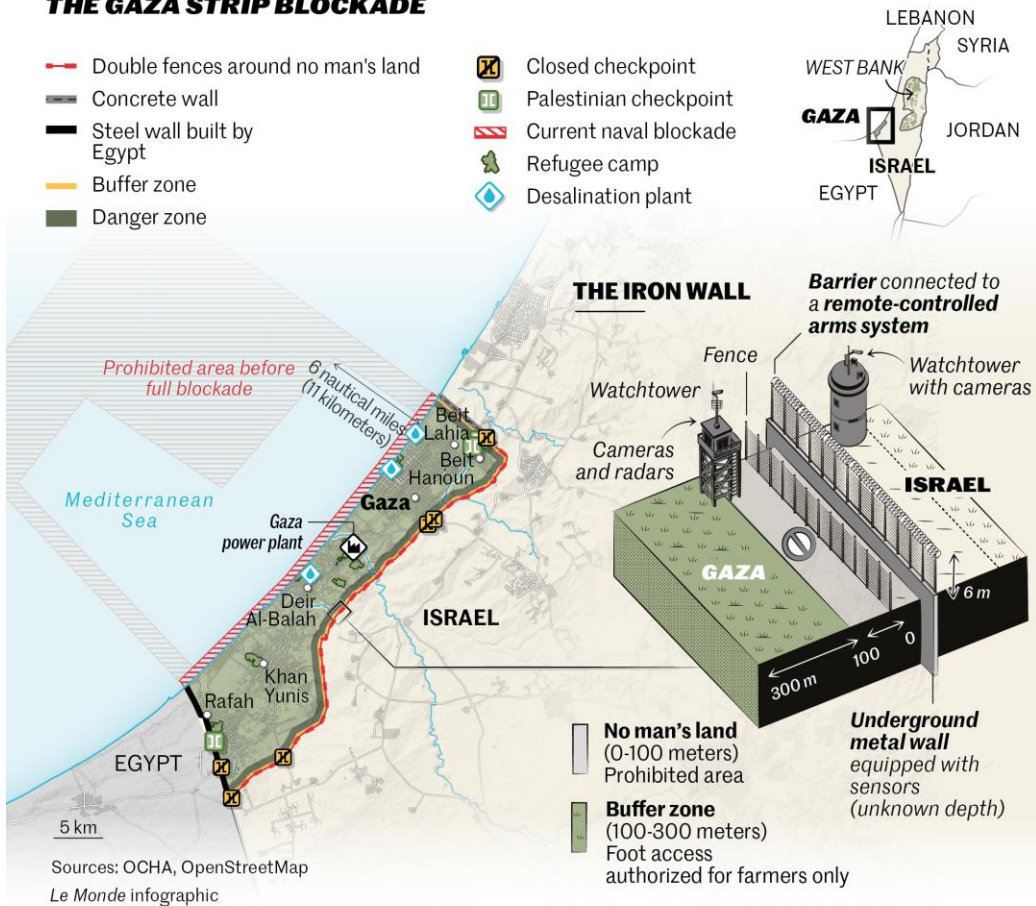 THE GAZA STRIP BLOCKADE
Double fences around no man's land
Concrete wall
Steel wall built by
Egypt
Buffer zone
Danger zone
Closed checkpoint
Palestinian checkpoint
Current naval blockade
Refugee camp
Desalination plant
LEBANON
SYRIA
WEST BANK
GAZA
JORDAN
ISRAEL
EGYPT
Prohibited area before
full blockade
6 nautical miles
(11 kilometers)
Mediterranean
Sea
Beit
Lahia
Beit
Hanoun
Gaza
Gaza
power plant
Deir
Al-Balah
ISRAEL
Khan
Yunis
Rafah
EGYPT
5 km
THE IRON WALL
Barrier connected to
a remote-controlled
arms system
Fence
Watchtower
Watchtower
with cameras
Cameras
and radars
ISRAEL
GAZA
6 m
0
100
300 m
No man's land
(0-100 meters)
Prohibited area
Buffer zone
(100-300 meters)
Foot access
authorized for farmers only
Underground
metal wall
equipped with
sensors
(unknown depth)
Sources: OCHA, OpenStreetMap
Le Monde infographic